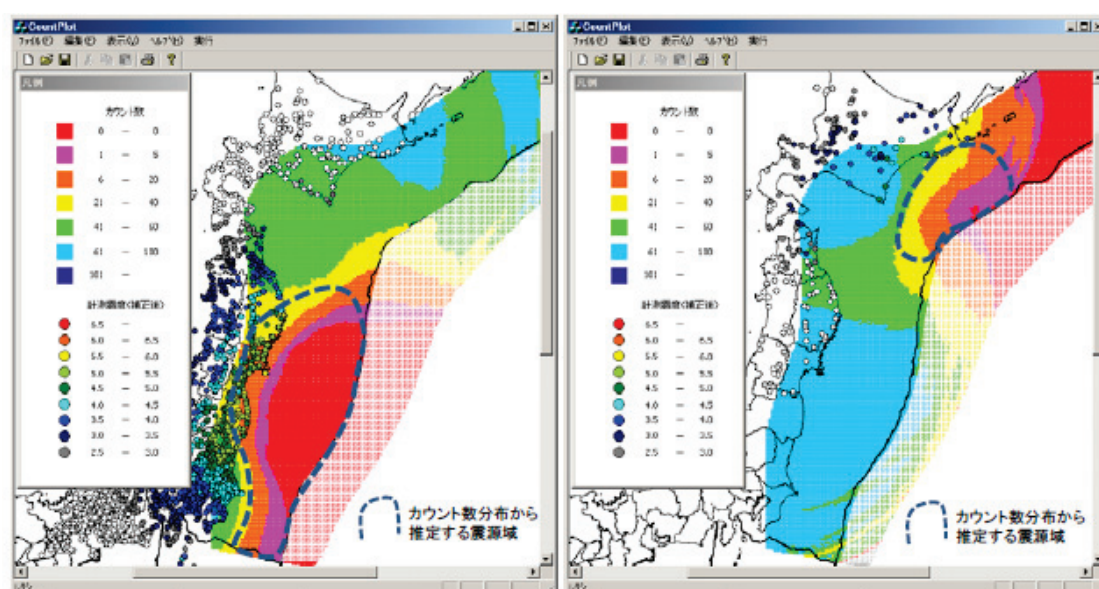 CountPlot
ファイル(F) 編集(E) 表示(V) ヘルプ(H) 実行
凡例
カウント数
0 — 0
1 — 5
6 — 20
21 — 40
41 — 60
61 — 100
101 —
計測震度(補正後)
6.5 —
6.0 — 6.5
5.5 — 6.0
5.0 — 5.5
4.5 — 5.0
4.0 — 4.5
3.5 — 4.0
3.0 — 3.5
2.5 — 3.0
カウント数分布から
推定する震源域
CountPlot
ファイル(F) 編集(E) 表示(V) ヘルプ(H) 実行
凡例
カウント数
0 — 0
1 — 5
6 — 20
21 — 40
41 — 60
61 — 100
101 —
計測震度(補正後)
6.5 —
6.0 — 6.5
5.5 — 6.0
5.0 — 5.5
4.5 — 5.0
4.0 — 4.5
3.5 — 4.0
3.0 — 3.5
2.5 — 3.0
カウント数分布から
推定する震源域